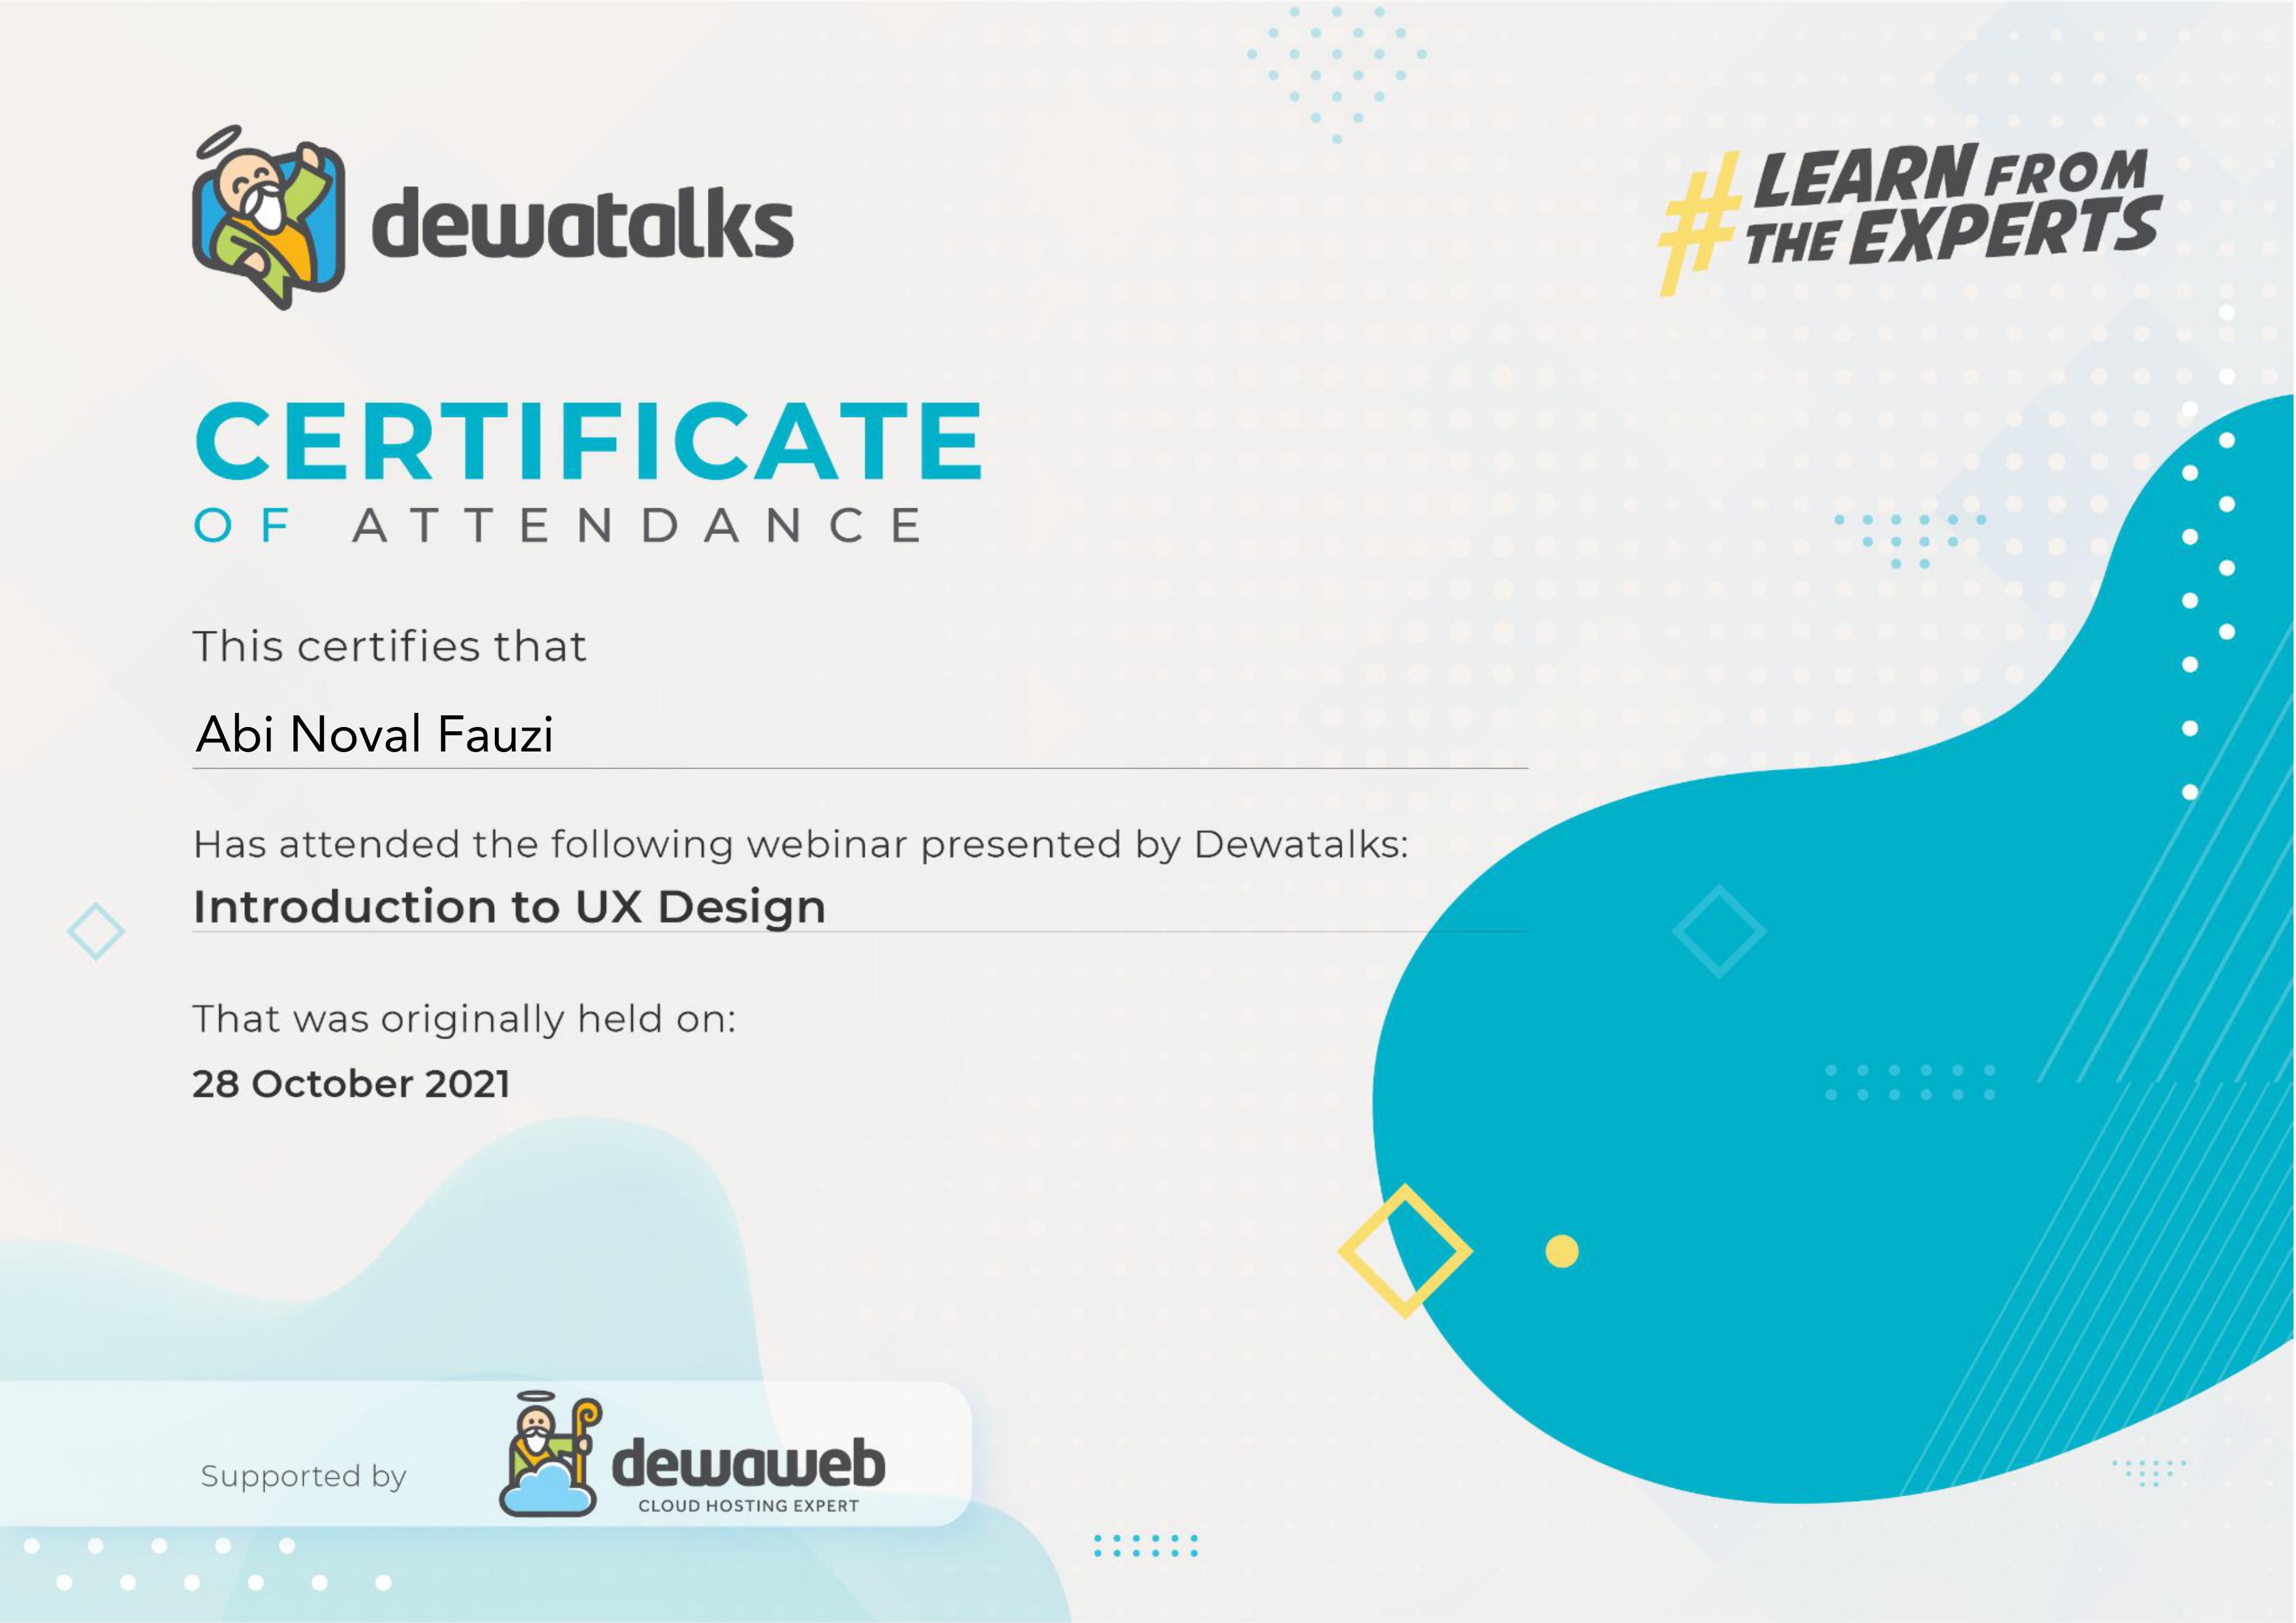 dewatalks
#LEARN FROM
THE EXPERTS
CERTIFICATE
OF ATTENDANCE
This certifies that
Abi Noval Fauzi
Has attended the following webinar presented by Dewatalks:
Introduction to UX Design
That was originally held on:
28 October 2021
Supported by
dewaweb
CLOUD HOSTING EXPERT